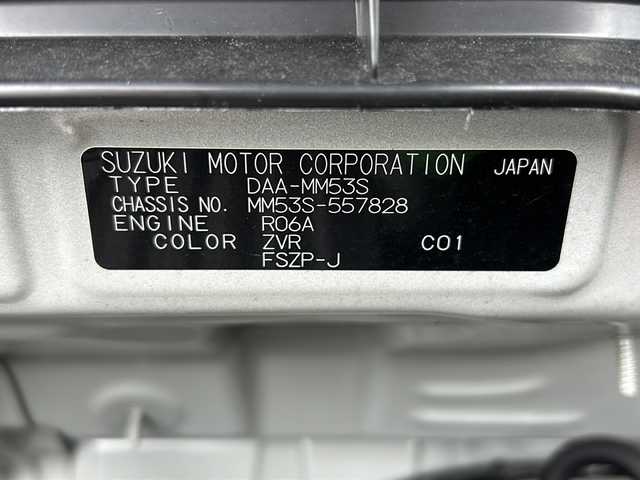 SUZUKI MOTOR CORPORATION JAPAN
TYPE DAA-MM53S
CHASSIS NO. MM53S-557828
ENGINE R06A
COLOR ZVR C01
FSZP-J